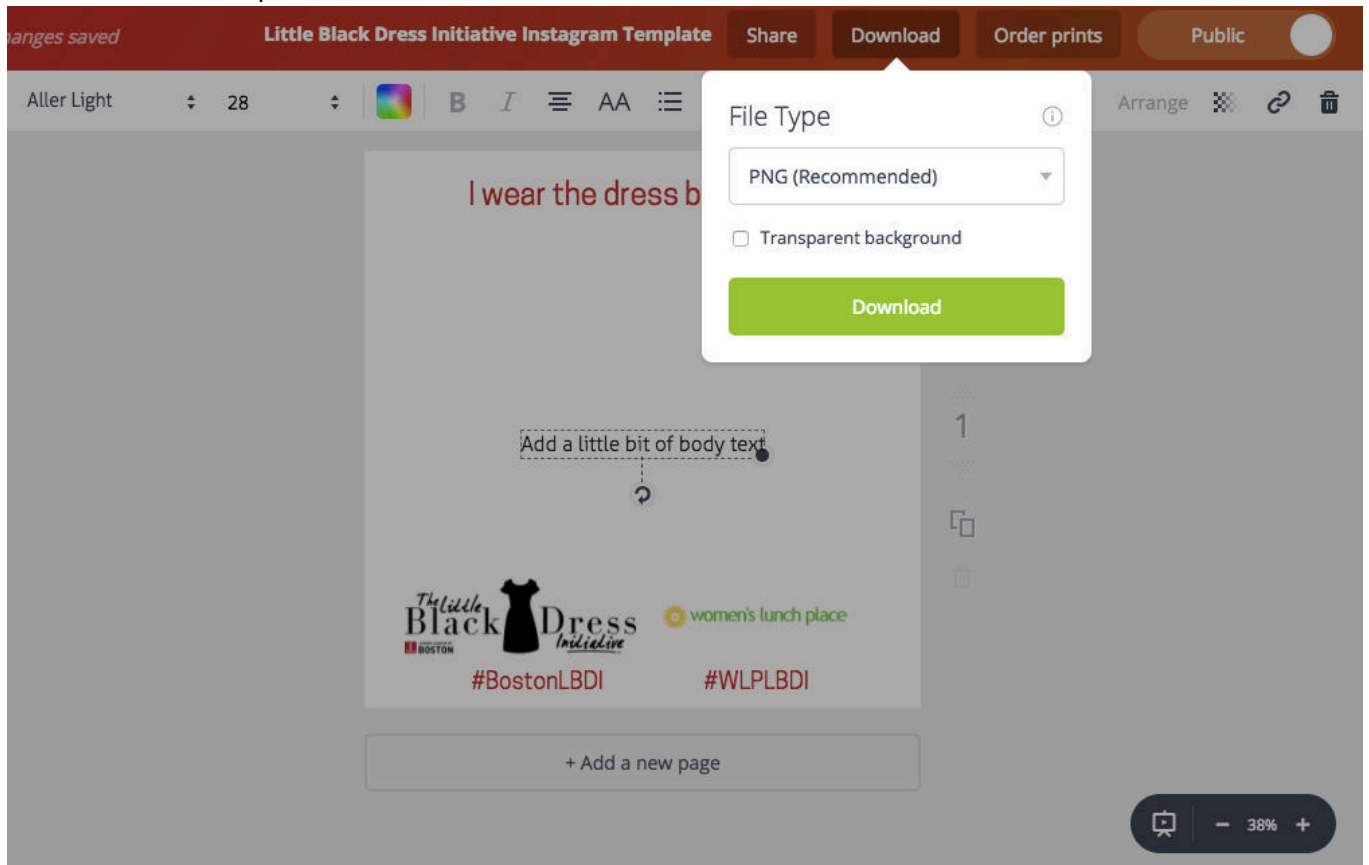 hanges saved
Little Black Dress Initiative Instagram Template
Share
Download
Order prints
Public
Aller Light
28
B I AA
Arrange
File Type
PNG (Recommended)
Transparent background
Download
I wear the dress b
Add a little bit of body text
1
The Little
Black Dress
Initiative
BOSTON
women's lunch place
#BostonLBDI #WLPLBDI
+ Add a new page
38%